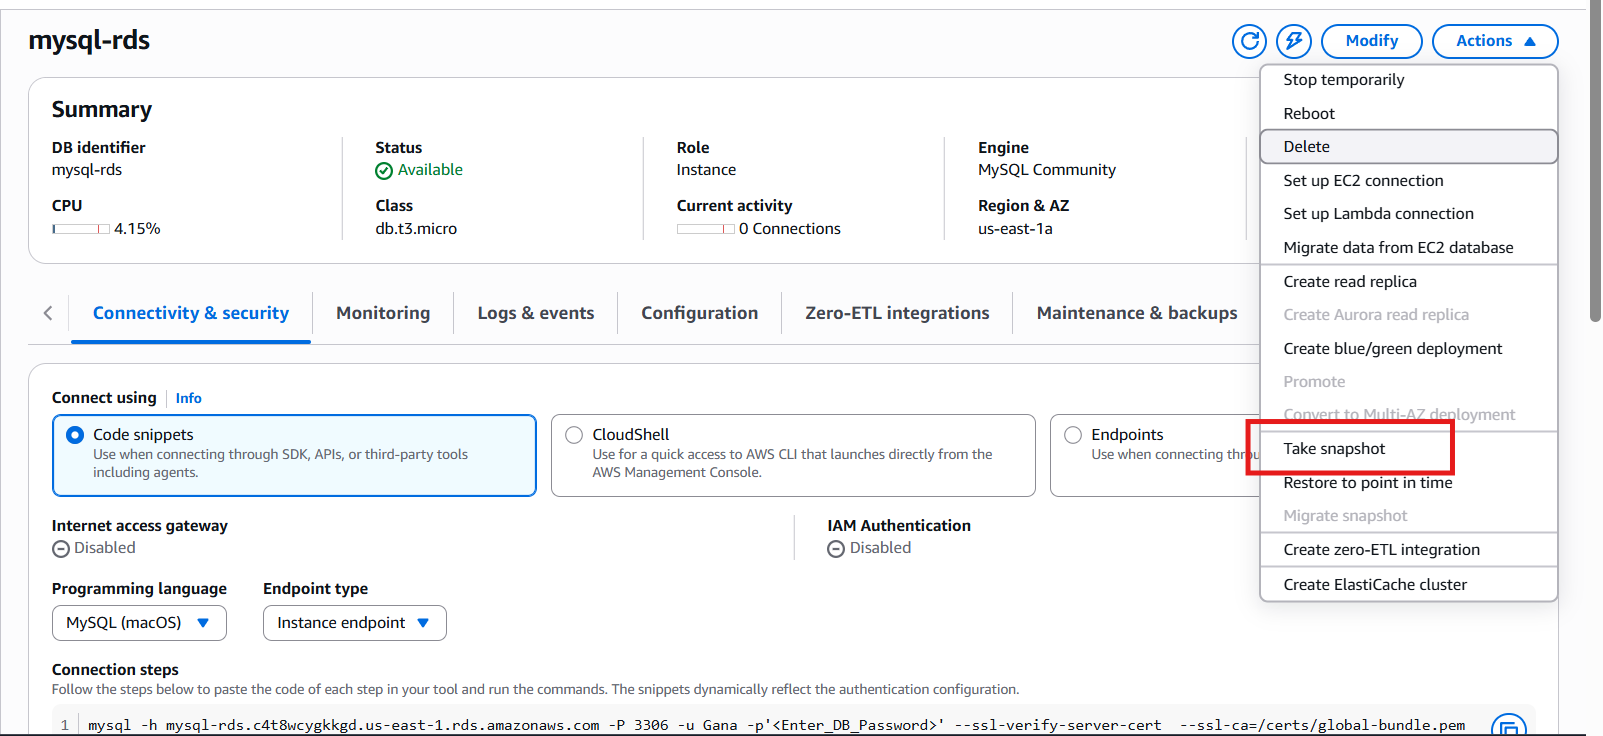 mysql-rds
Modify
Actions
Summary
DB identifier
mysql-rds
Status
Available
Role
Instance
Engine
MySQL Community
CPU
4.15%
Class
db.t3.micro
Current activity
0 Connections
Region & AZ
us-east-1a
Stop temporarily
Reboot
Delete
Set up EC2 connection
Set up Lambda connection
Migrate data from EC2 database
Create read replica
Create Aurora read replica
Create blue/green deployment
Promote
Convert to Multi-AZ deployment
Take snapshot
Restore to point in time
Migrate snapshot
Create zero-ETL integration
Create ElastiCache cluster
Connectivity & security
Monitoring
Logs & events
Configuration
Zero-ETL integrations
Maintenance & backups
Connect using
Info
Code snippets
Use when connecting through SDK, APIs, or third-party tools
including agents.
CloudShell
Use for a quick access to AWS CLI that launches directly from the
AWS Management Console.
Endpoints
Use when connecting
Internet access gateway
Disabled
IAM Authentication
Disabled
Programming language
MySQL (macOS)
Endpoint type
Instance endpoint
Connection steps
Follow the steps below to paste the code of each step in your tool and run the commands. The snippets dynamically reflect the authentication configuration.
1 mysql -h mysql-rds.c4t8wcygkkgd.us-east-1.rds.amazonaws.com -P 3306 -u Gana -p'<Enter_DB_Password>' --ssl-verify-server-cert --ssl-ca=/certs/global-bundle.pem